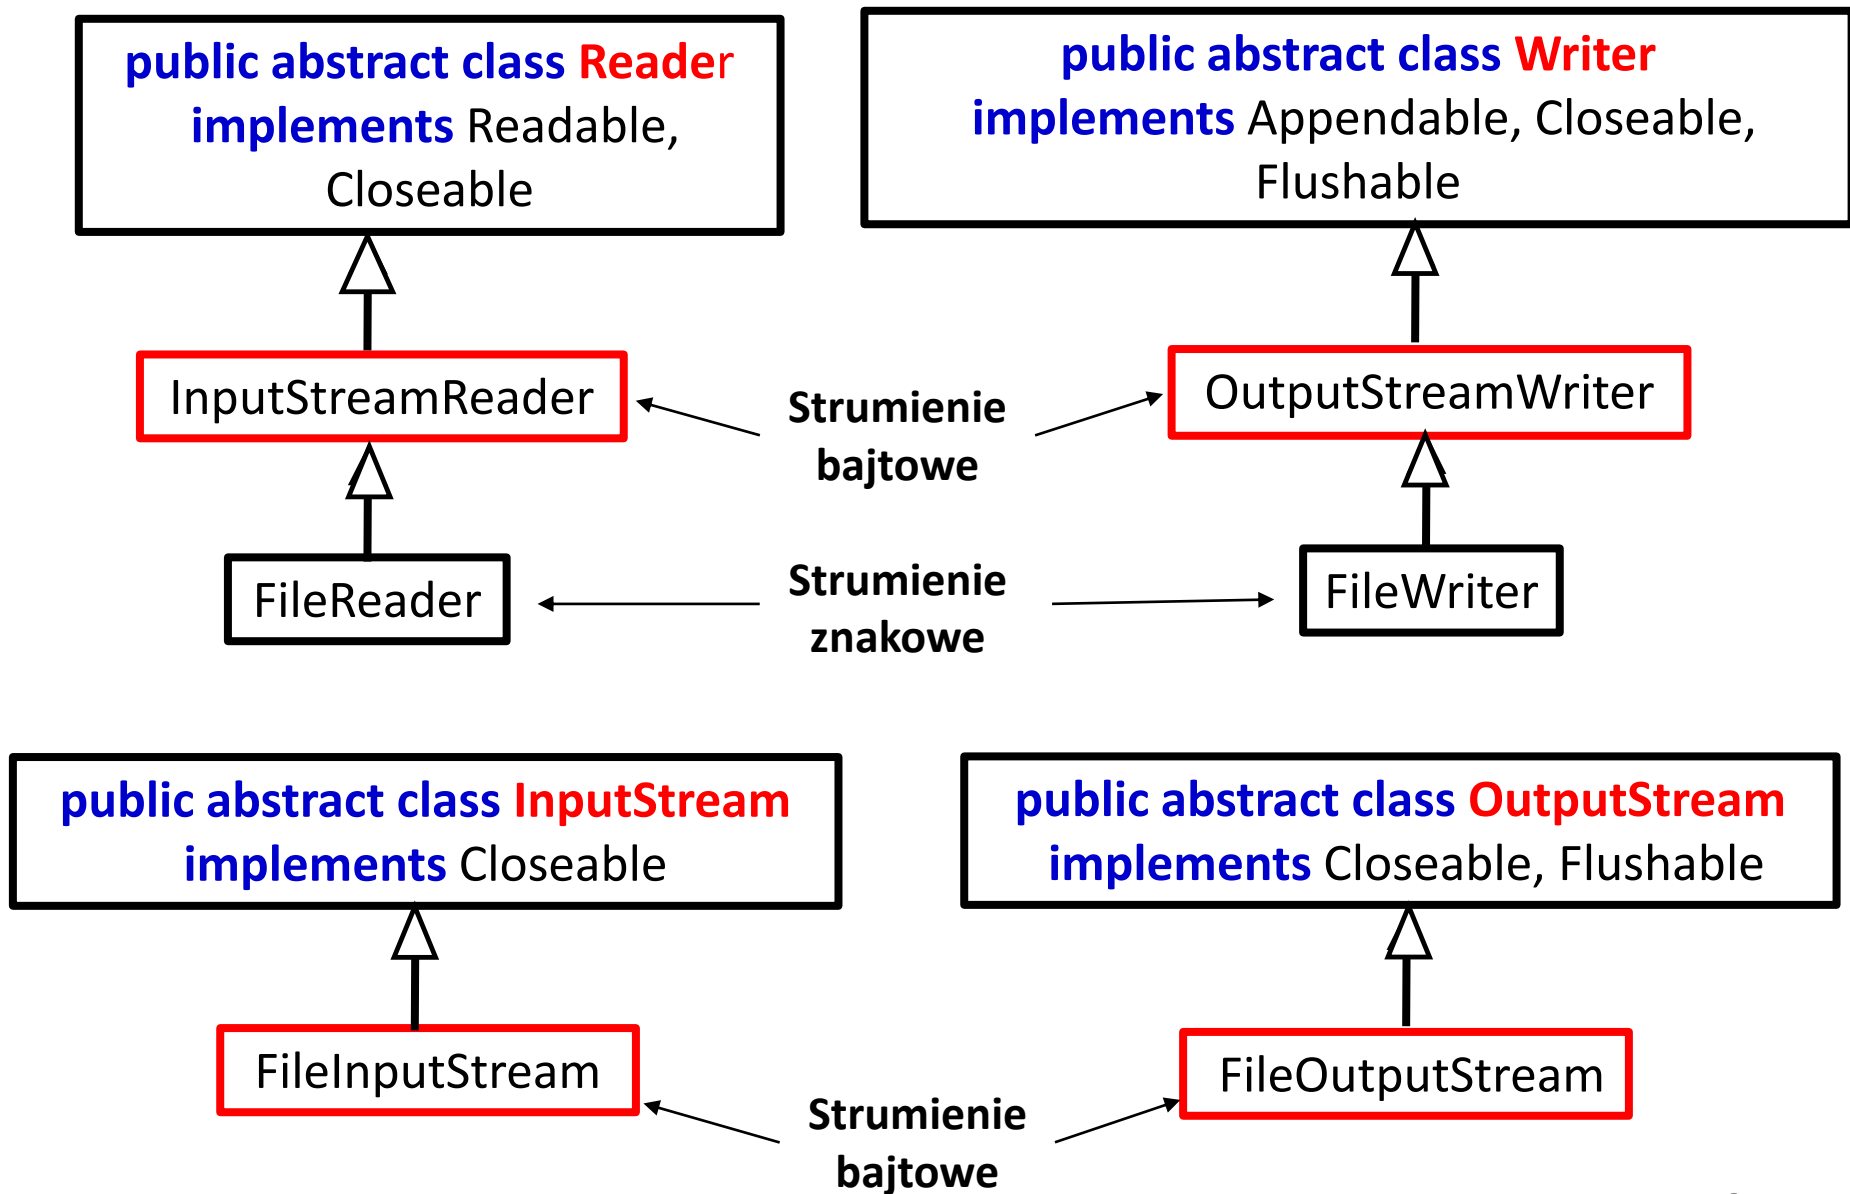 public abstract class Reader
implements Readable,
Closeable
public abstract class Writer
implements Appendable, Closeable,
Flushable
InputStreamReader
Strumienie
bajtowe
OutputStreamWriter
FileReader
Strumienie
znakowe
FileWriter
public abstract class InputStream
implements Closeable
public abstract class OutputStream
implements Closeable, Flushable
FileInputStream
Strumienie
bajtowe
FileOutputStream